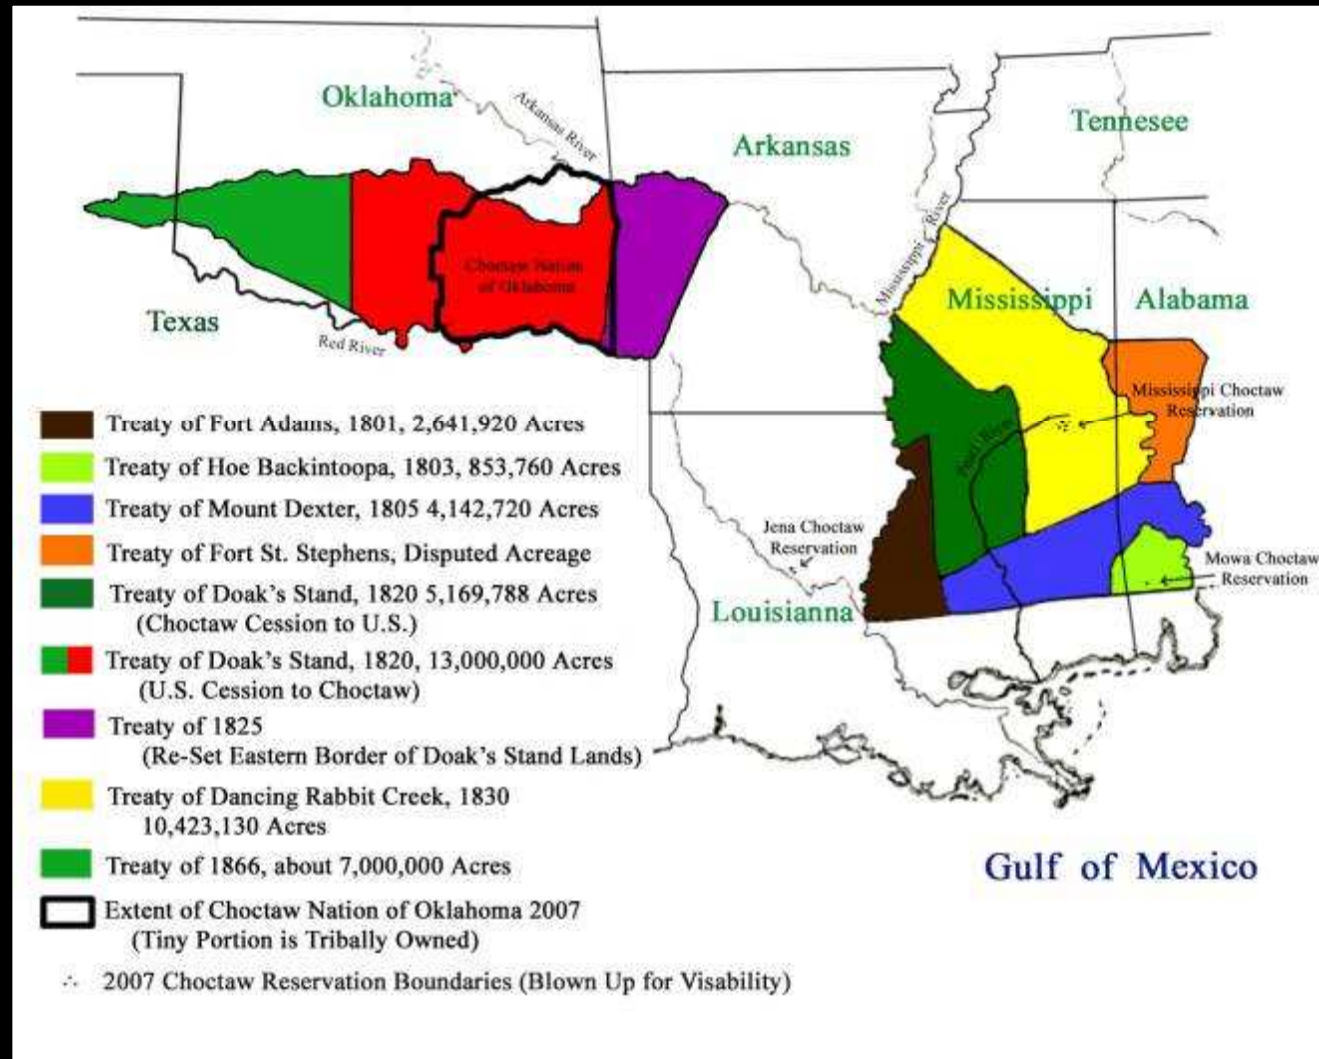 Oklahoma
Arkansas River
Arkansas
Tennesee
Mississippi River
Choctaw Nation
of Oklahoma
Mississippi
Alabama
Texas
Red River
Mississippi Choctaw
Reservation
Pearl River
Jena Choctaw
Reservation
Mowa Choctaw
Reservation
Louisianna
Gulf of Mexico
Treaty of Fort Adams, 1801, 2,641,920 Acres
Treaty of Hoe Backintoopa, 1803, 853,760 Acres
Treaty of Mount Dexter, 1805 4,142,720 Acres
Treaty of Fort St. Stephens, Disputed Acreage
Treaty of Doak's Stand, 1820 5,169,788 Acres
(Choctaw Cession to U.S.)
Treaty of Doak's Stand, 1820, 13,000,000 Acres
(U.S. Cession to Choctaw)
Treaty of 1825
(Re-Set Eastern Border of Doak's Stand Lands)
Treaty of Dancing Rabbit Creek, 1830
10,423,130 Acres
Treaty of 1866, about 7,000,000 Acres
Extent of Choctaw Nation of Oklahoma 2007
(Tiny Portion is Tribally Owned)
2007 Choctaw Reservation Boundaries (Blown Up for Visability)